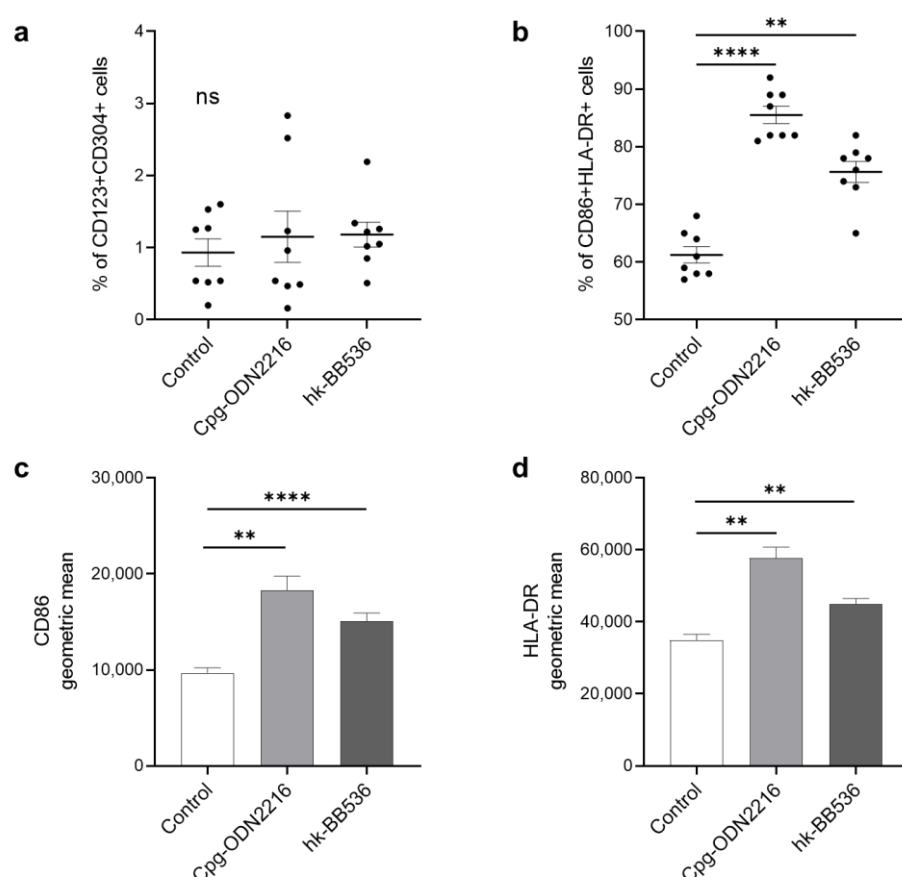 a
% of CD123+CD304+ cells
4
3
2
1
0
ns
Control
Cpg-ODN2216
hk-BB536
b
% of CD86+HLA-DR+ cells
100
90
80
70
60
50
**
****
Control
Cpg-ODN2216
hk-BB536
c
CD86
geometric mean
30,000
20,000
10,000
0
****
**
Control
Cpg-ODN2216
hk-BB536
d
HLA-DR
geometric mean
80,000
60,000
40,000
20,000
0
**
**
Control
Cpg-ODN2216
hk-BB536